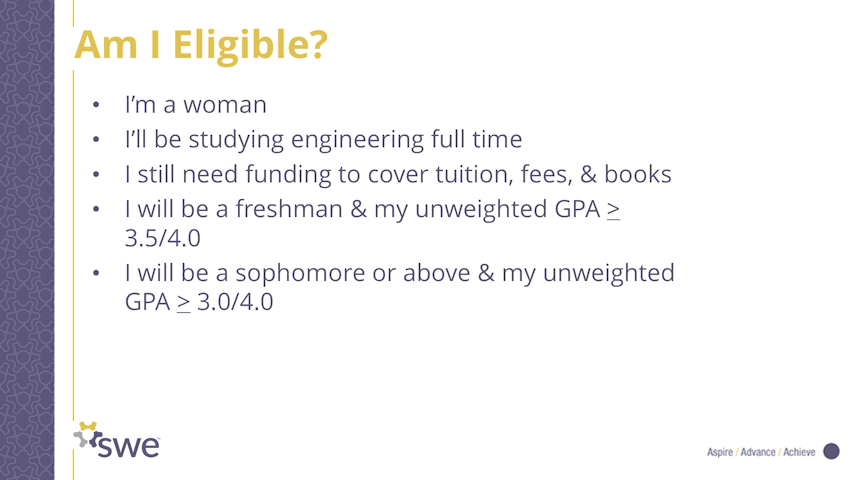 Am I Eligible?
• I’m a woman
• I’ll be studying engineering full time
• I still need funding to cover tuition, fees, & books
• I will be a freshman & my unweighted GPA ≥
3.5/4.0
• I will be a sophomore or above & my unweighted
GPA ≥ 3.0/4.0
swe
Aspire / Advance / Achieve